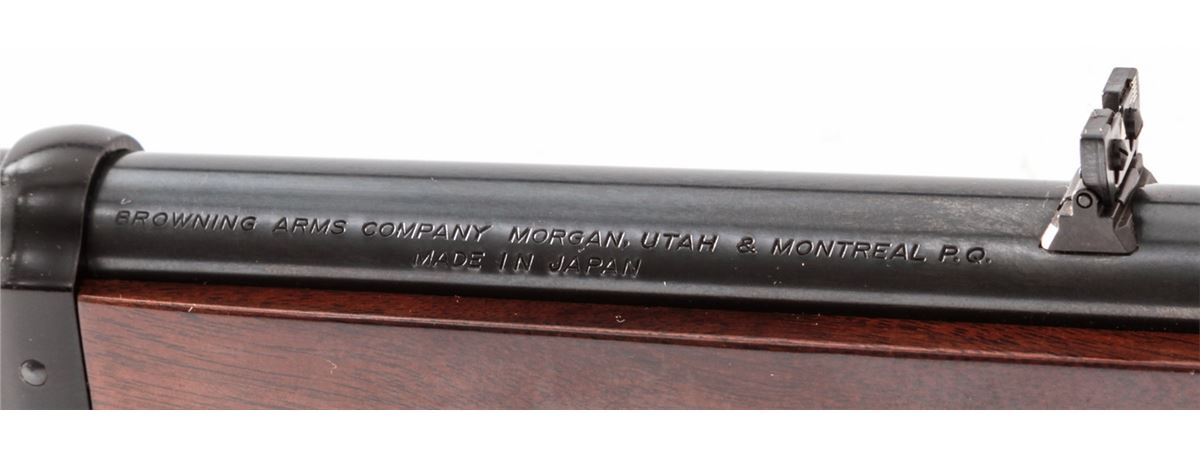 BROWNING ARMS COMPANY MORGAN, UTAH & MONTREAL P.Q.
MADE IN JAPAN